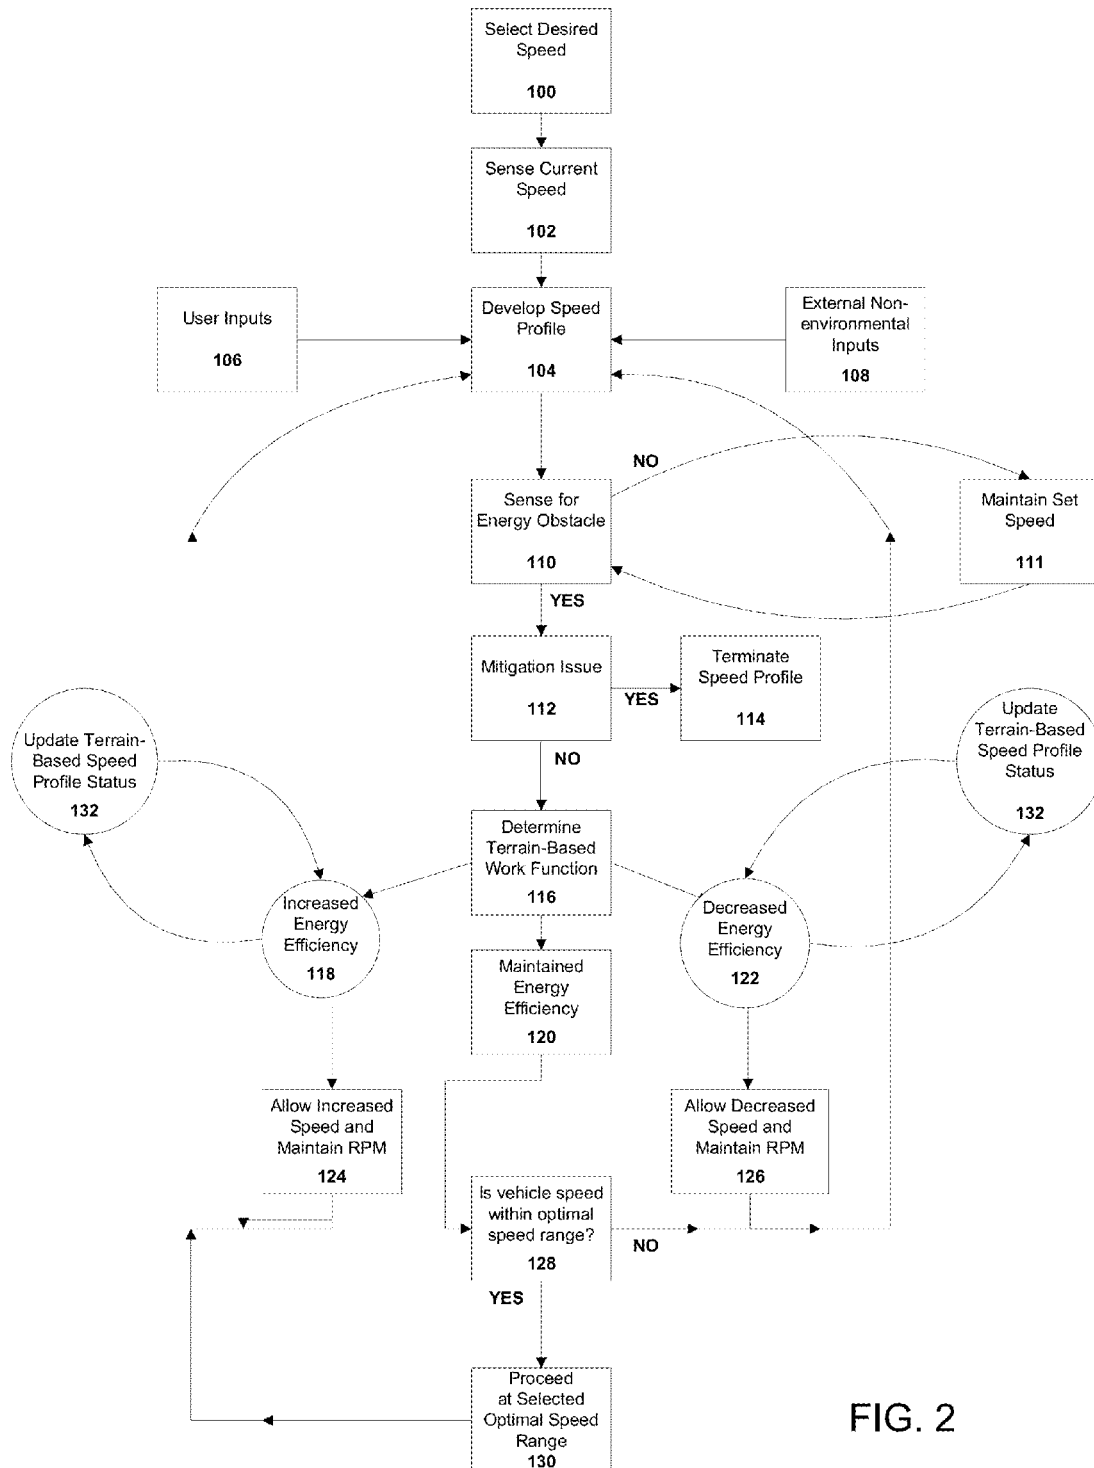 Select Desired
Speed
100
Sense Current
Speed
102
User Inputs
106
Develop Speed
Profile
104
External Non-
environmental
Inputs
108
NO
Sense for
Energy Obstacle
110
Maintain Set
Speed
111
YES
Mitigation Issue
112
YES
Terminate
Speed Profile
114
NO
Update Terrain-
Based Speed
Profile Status
132
Update
Terrain-Based
Speed Profile
Status
132
Determine
Terrain-Based
Work Function
116
Increased
Energy
Efficiency
118
Maintained
Energy
Efficiency
120
Decreased
Energy
Efficiency
122
Allow Increased
Speed and
Maintain RPM
124
Allow Decreased
Speed and
Maintain RPM
126
Is vehicle speed
within optimal
speed range?
128
NO
YES
Proceed
at Selected
Optimal Speed
Range
130
FIG. 2